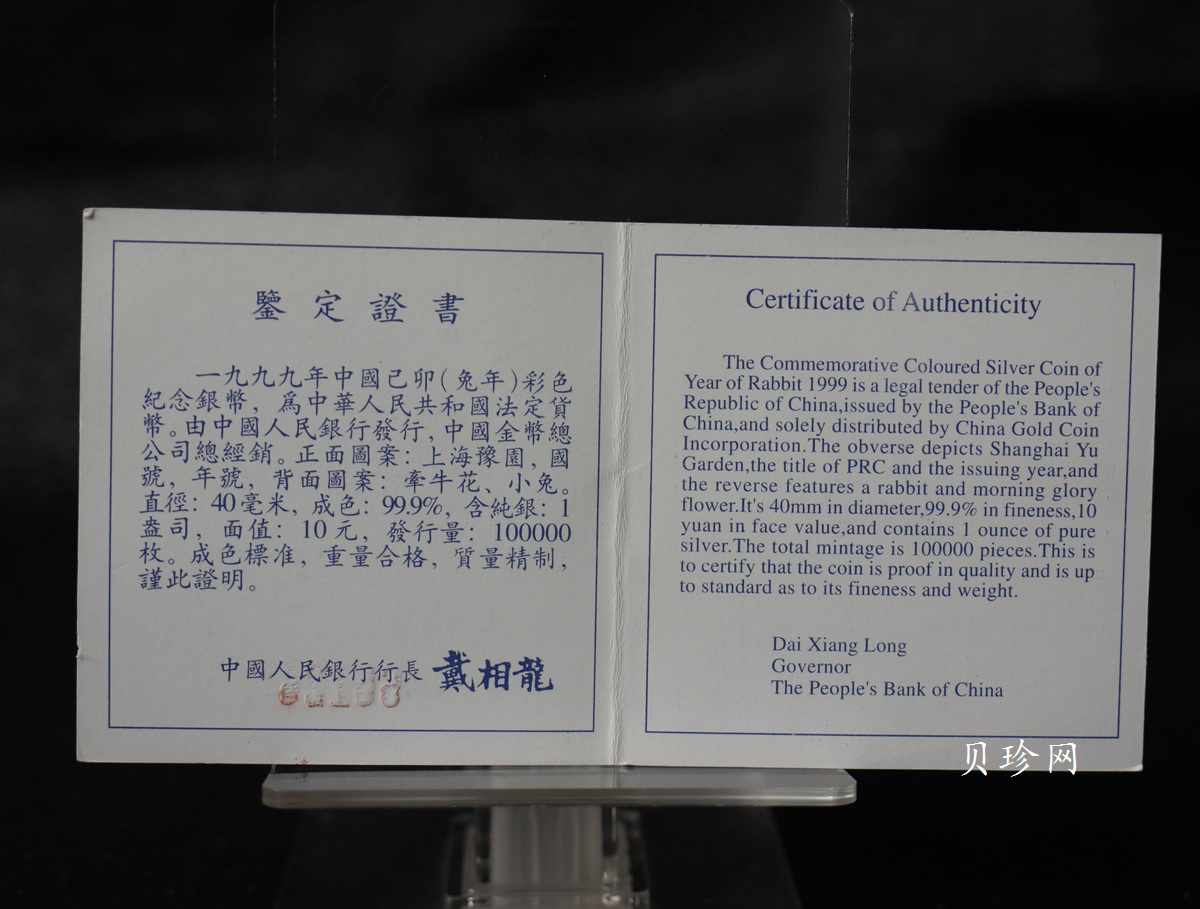 鑒定證書
一九九九年中國己卯(兔年)彩色
紀念銀幣，爲中華人民共和國法定貨
幣。由中國人民銀行發行，中國金幣總
公司總經銷。正面圖案：上海豫園，國
號，年號，背面圖案：牽牛花、小兔。
直徑：40毫米，成色：99.9%，含純銀：1
盎司，面值：10元，發行量：100000
枚。成色標准，重量合格，質量精制，
謹此證明。
中國人民銀行行長 戴相龍
Certificate of Authenticity
The Commemorative Coloured Silver Coin of
Year of Rabbit 1999 is a legal tender of the People's
Republic of China,issued by the People's Bank of
China,and solely distributed by China Gold Coin
Incorporation.The obverse depicts Shanghai Yu
Garden,the title of PRC and the issuing year,and
the reverse features a rabbit and morning glory
flower.It's 40mm in diameter,99.9% in fineness,10
yuan in face value,and contains 1 ounce of pure
silver.The total mintage is 100000 pieces.This is
to certify that the coin is proof in quality and is up
to standard as to its fineness and weight.
Dai Xiang Long
Governor
The People's Bank of China
贝珍网